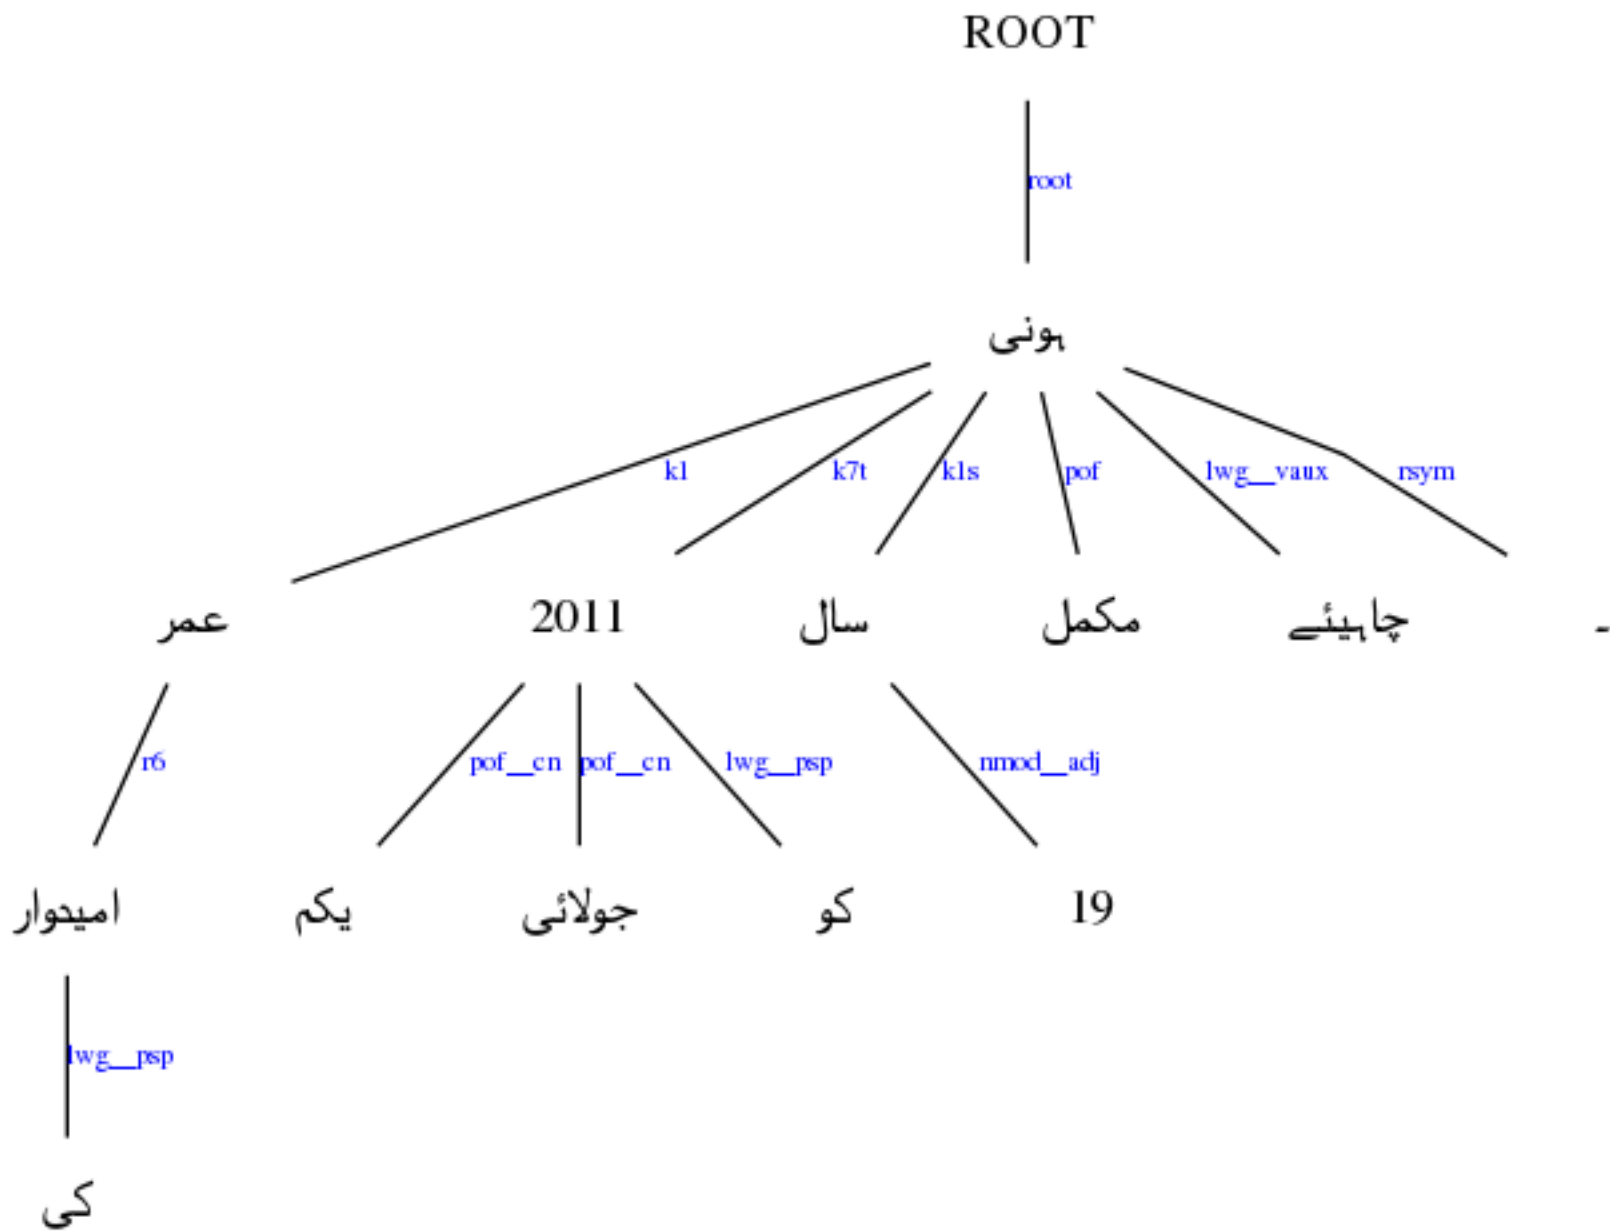 ROOT
root
ہونی
k1 k7t k1s pof lwg__vaux rsym
عمر 2011 سال مکمل چاہیئے ۔
r6 pof__cn pof__cn lwg__psp nmod__adj
امیدوار یکم جولائی کو 19
lwg__psp
کی